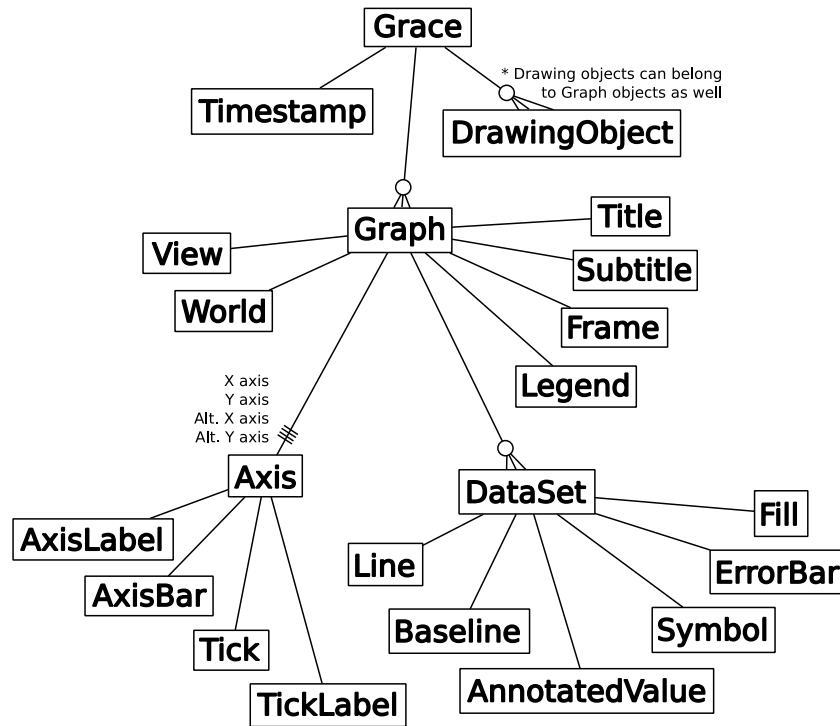 Grace
* Drawing objects can belong
to Graph objects as well
Timestamp
DrawingObject
Title
Graph
View
Subtitle
World
Frame
Legend
X axis
Y axis
Alt. X axis
Alt. Y axis
Axis
DataSet
Fill
AxisLabel
Line
ErrorBar
AxisBar
Baseline
Symbol
Tick
AnnotatedValue
TickLabel